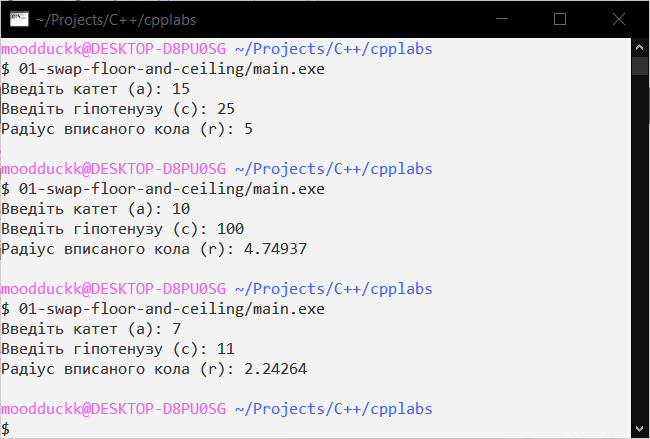 ~/Projects/C++/cpplabs
moodduckk@DESKTOP-D8PU0SG ~/Projects/C++/cpplabs
$ 01-swap-floor-and-ceiling/main.exe
Введіть катет (a): 15
Введіть гіпотенузу (c): 25
Радіус вписаного кола (r): 5
moodduckk@DESKTOP-D8PU0SG ~/Projects/C++/cpplabs
$ 01-swap-floor-and-ceiling/main.exe
Введіть катет (a): 10
Введіть гіпотенузу (c): 100
Радіус вписаного кола (r): 4.74937
moodduckk@DESKTOP-D8PU0SG ~/Projects/C++/cpplabs
$ 01-swap-floor-and-ceiling/main.exe
Введіть катет (a): 7
Введіть гіпотенузу (c): 11
Радіус вписаного кола (r): 2.24264
moodduckk@DESKTOP-D8PU0SG ~/Projects/C++/cpplabs
$